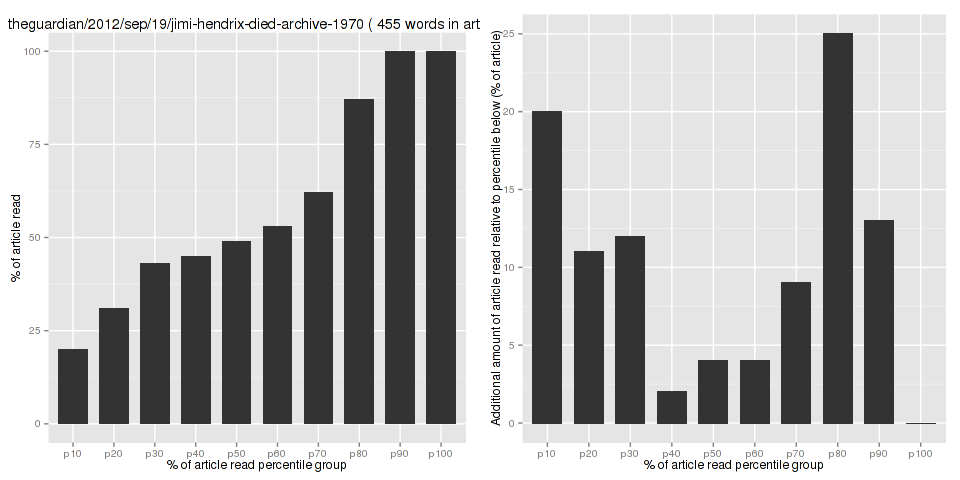 theguardian/2012/sep/19/jimi-hendrix-died-archive-1970 ( 455 words in art
100
75
50
25
0
% of article read
p10 p20 p30 p40 p50 p60 p70 p80 p90 p100
% of article read percentile group
25
20
15
10
5
0
Additional amount of article read relative to percentile below (% of article)
p10 p20 p30 p40 p50 p60 p70 p80 p90 p100
% of article read percentile group